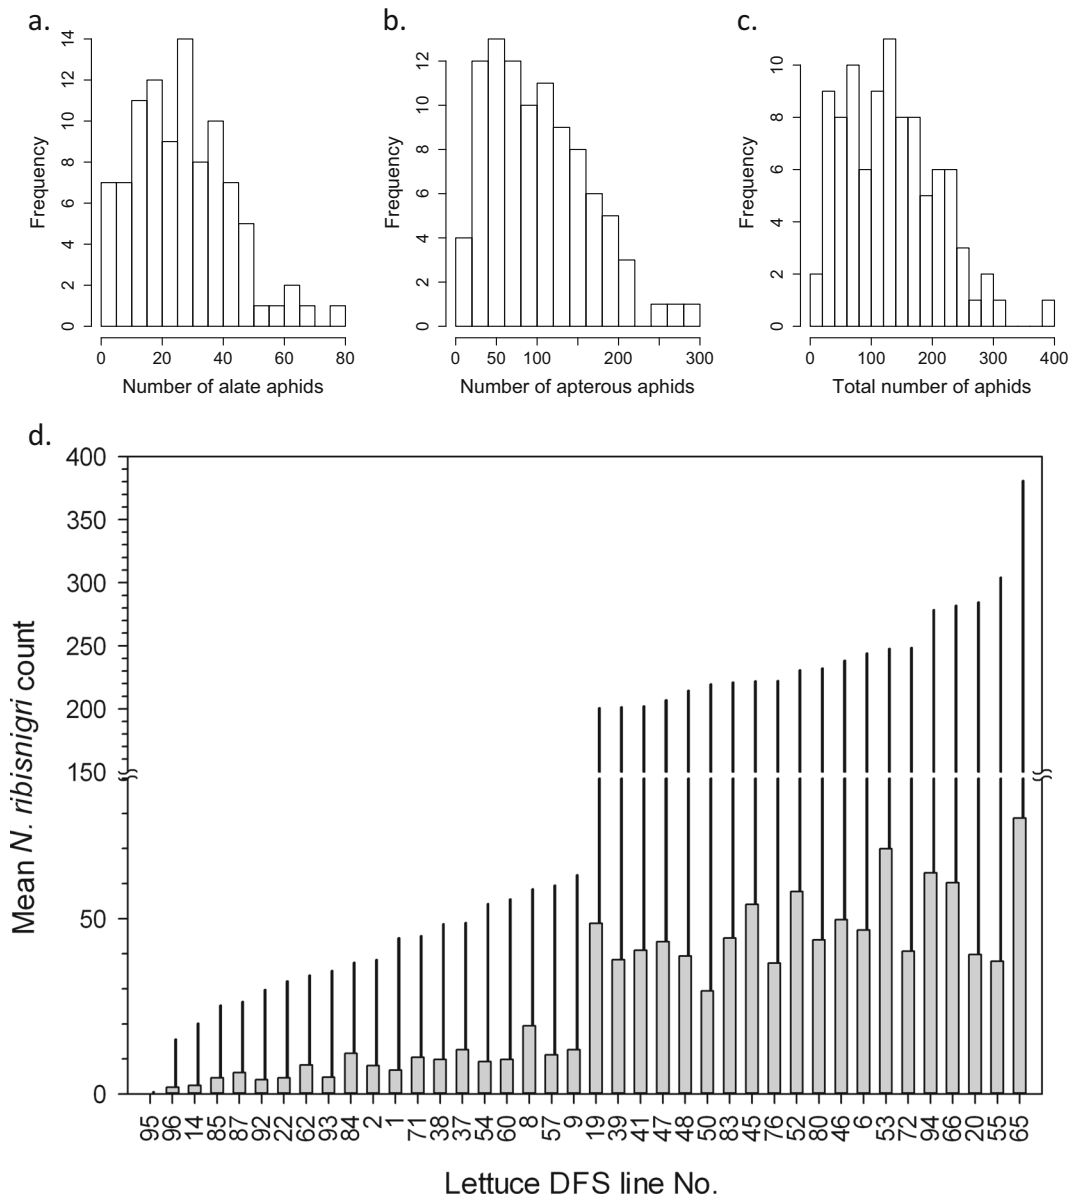 a.
Frequency
14
12
10
8
6
4
2
0
0 20 40 60 80
Number of alate aphids
b.
Frequency
12
10
8
6
4
2
0
0 50 100 200 300
Number of apterous aphids
c.
Frequency
10
8
6
4
2
0
0 100 200 300 400
Total number of aphids
d.
Mean N. ribisnigri count
400
350
300
250
200
150
50
0
95 96 14 85 87 92 22 62 93 84 2 1 71 38 37 54 60 8 57 9 19 39 41 47 48 50 83 45 76 52 80 46 6 53 72 94 66 20 55 65
Lettuce DFS line No.